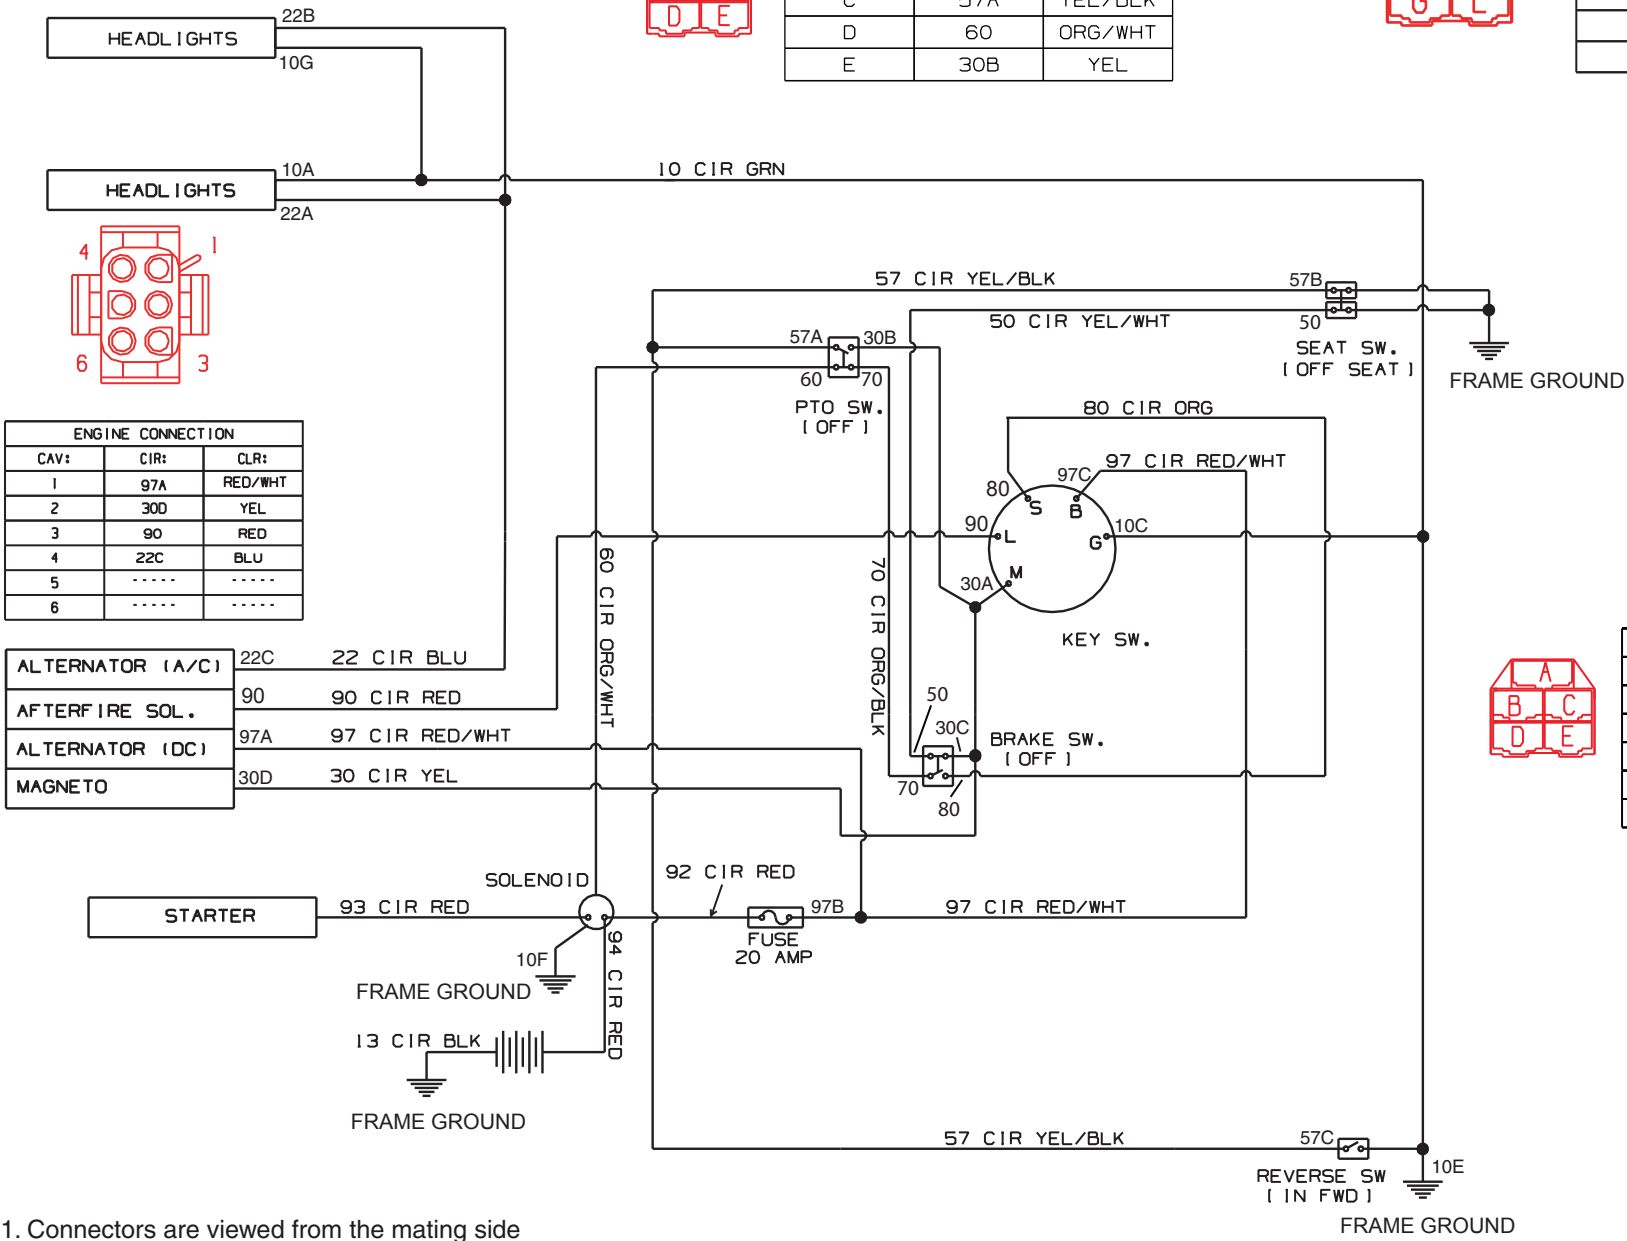 22B
HEADLIGHTS
10G
D E
C 57A YEL/BLK
D 60 ORG/WHT
E 30B YEL
G L
10A
HEADLIGHTS
22A
10 CIR GRN
4 1
6 3
57 CIR YEL/BLK
57B
50 CIR YEL/WHT
50
SEAT SW.
(OFF SEAT)
FRAME GROUND
57A 30B
60 70
PTO SW.
(OFF)
80 CIR ORG
97 CIR RED/WHT
97C
80
S B
90 L
G 10C
M
30A
KEY SW.
ENGINE CONNECTION
CAV: CIR: CLR:
1 97A RED/WHT
2 30D YEL
3 90 RED
4 22C BLU
5 ----- -----
6 ----- -----
60 CIR ORG/WHT
70 CIR ORG/BLK
ALTERNATOR (A/C) 22C 22 CIR BLU
AFTERFIRE SOL. 90 90 CIR RED
ALTERNATOR (DC) 97A 97 CIR RED/WHT
MAGNETO 30D 30 CIR YEL
50
30C
BRAKE SW.
(OFF)
70
80
A
B C
D E
SOLENOID
92 CIR RED
STARTER
93 CIR RED
97B
97 CIR RED/WHT
FUSE
20 AMP
10F
FRAME GROUND
94 CIR RED
13 CIR BLK
FRAME GROUND
57 CIR YEL/BLK
57C
10E
REVERSE SW
(IN FWD)
FRAME GROUND
1. Connectors are viewed from the mating side